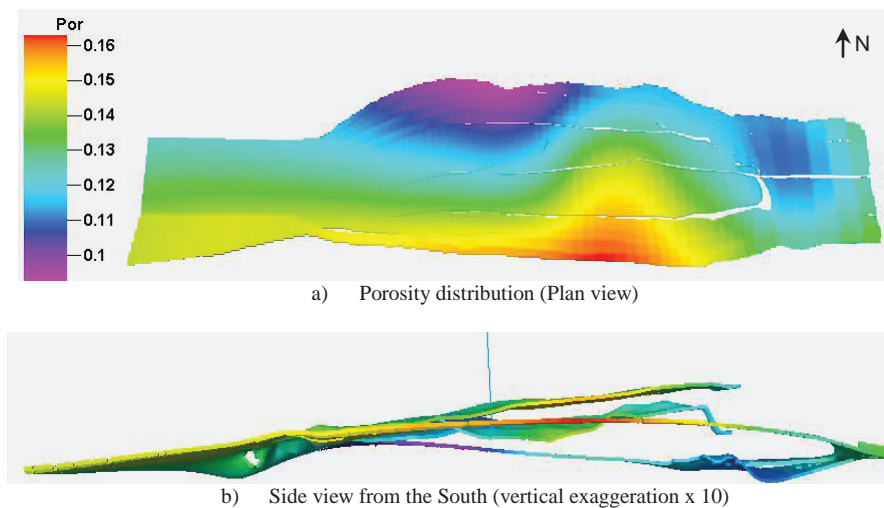 Por
N
0.16
0.15
0.14
0.13
0.12
0.11
0.1
a) Porosity distribution (Plan view)
b) Side view from the South (vertical exaggeration x 10)